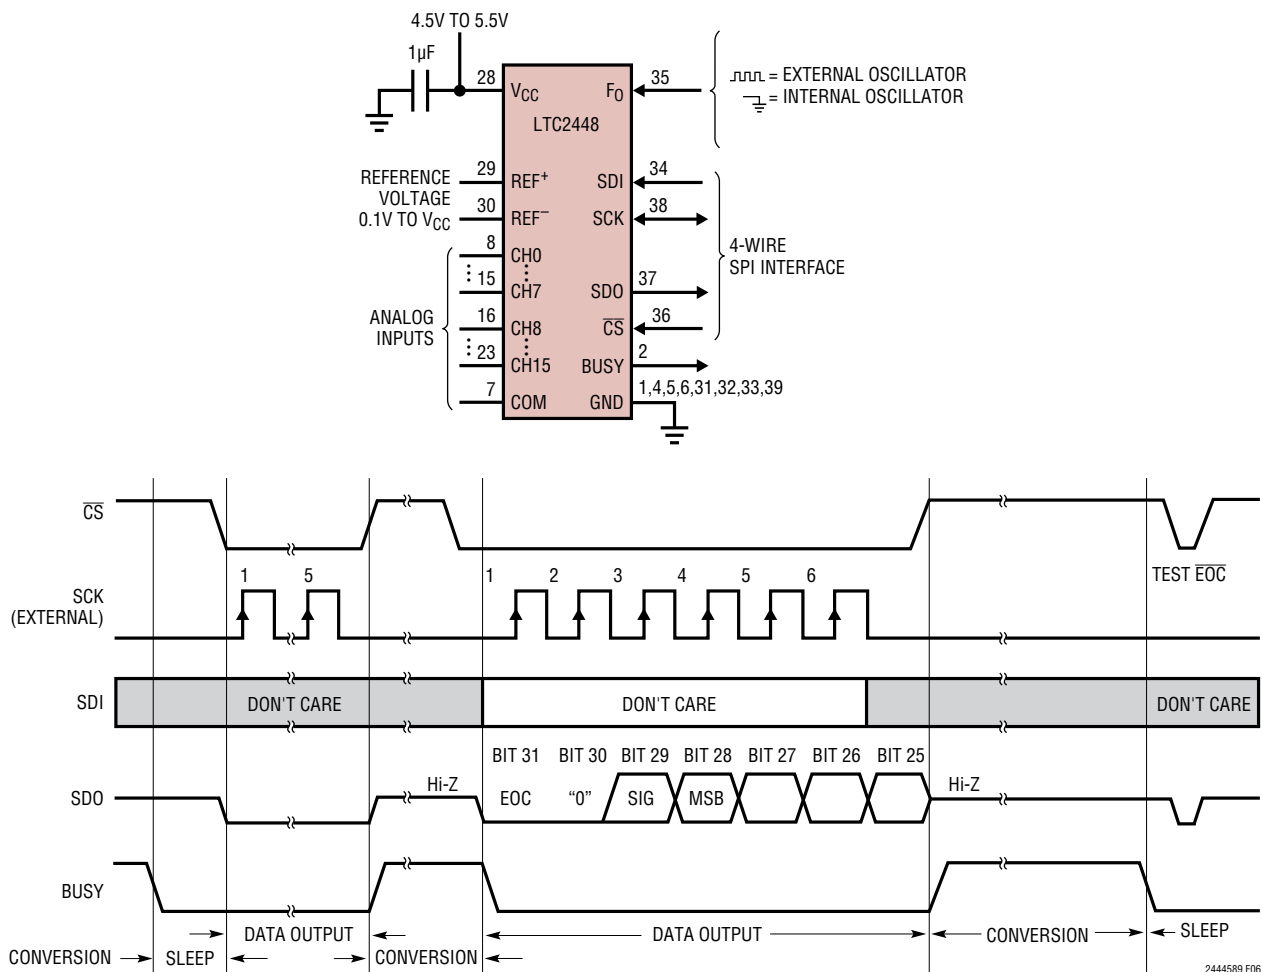 4.5V TO 5.5V
1µF
28
VCC
FO
35
= EXTERNAL OSCILLATOR
= INTERNAL OSCILLATOR
LTC2448
REFERENCE
VOLTAGE
0.1V TO VCC
29
REF+
30
REF–
SDI
34
SCK
38
4-WIRE
SPI INTERFACE
ANALOG
INPUTS
8
CH0
15
CH7
16
CH8
23
CH15
7
COM
SDO
37
CS
36
BUSY
2
GND
1,4,5,6,31,32,33,39
CS
TEST EOC
SCK
(EXTERNAL)
1 5 1 2 3 4 5 6
SDI
DON'T CARE DON'T CARE DON'T CARE
BIT 31 BIT 30 BIT 29 BIT 28 BIT 27 BIT 26 BIT 25
SDO
Hi-Z EOC “0” SIG MSB Hi-Z
BUSY
CONVERSION SLEEP DATA OUTPUT CONVERSION DATA OUTPUT CONVERSION SLEEP
2444589 F06